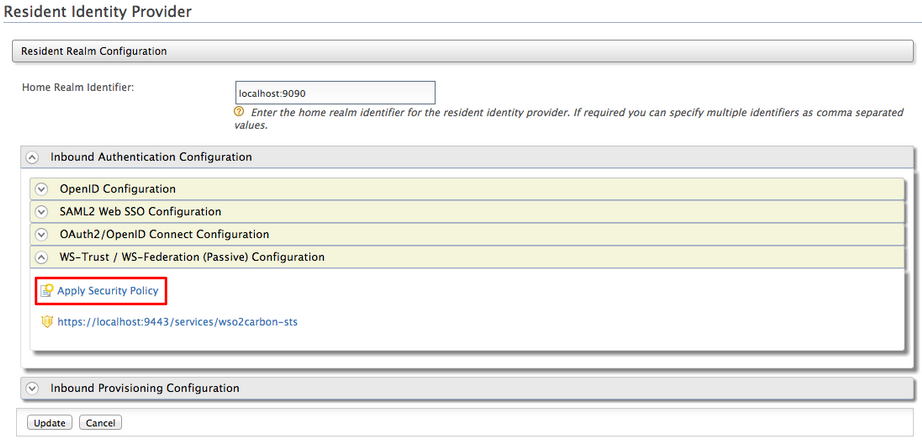 Resident Identity Provider
Resident Realm Configuration
Home Realm Identifier:
localhost:9090
Enter the home realm identifier for the resident identity provider. If required you can specify multiple identifiers as comma separated
values.
Inbound Authentication Configuration
OpenID Configuration
SAML2 Web SSO Configuration
OAuth2/OpenID Connect Configuration
WS-Trust / WS-Federation (Passive) Configuration
Apply Security Policy
https://localhost:9443/services/wso2carbon-sts
Inbound Provisioning Configuration
Update Cancel